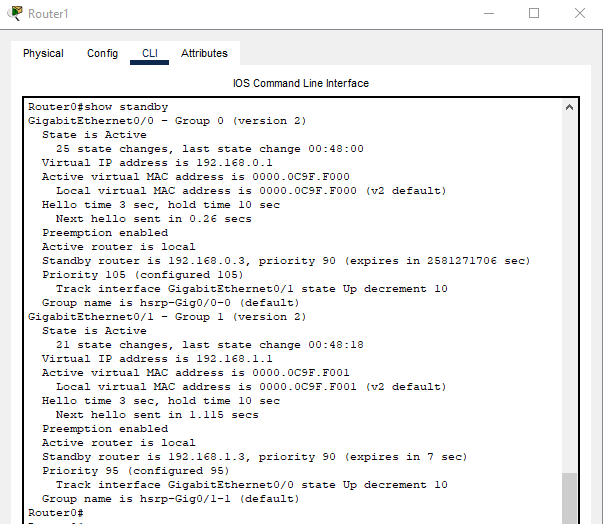 Router1
Physical Config CLI Attributes
IOS Command Line Interface
Router0#show standby
GigabitEthernet0/0 - Group 0 (version 2)
State is Active
25 state changes, last state change 00:48:00
Virtual IP address is 192.168.0.1
Active virtual MAC address is 0000.0C9F.F000
Local virtual MAC address is 0000.0C9F.F000 (v2 default)
Hello time 3 sec, hold time 10 sec
Next hello sent in 0.26 secs
Preemption enabled
Active router is local
Standby router is 192.168.0.3, priority 90 (expires in 2581271706 sec)
Priority 105 (configured 105)
Track interface GigabitEthernet0/1 state Up decrement 10
Group name is hsrp-Gig0/0-0 (default)
GigabitEthernet0/1 - Group 1 (version 2)
State is Active
21 state changes, last state change 00:48:18
Virtual IP address is 192.168.1.1
Active virtual MAC address is 0000.0C9F.F001
Local virtual MAC address is 0000.0C9F.F001 (v2 default)
Hello time 3 sec, hold time 10 sec
Next hello sent in 1.115 secs
Preemption enabled
Active router is local
Standby router is 192.168.1.3, priority 90 (expires in 7 sec)
Priority 95 (configured 95)
Track interface GigabitEthernet0/0 state Up decrement 10
Group name is hsrp-Gig0/1-1 (default)
Router0#